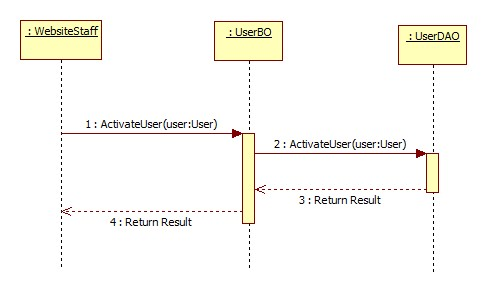 : WebsiteStaff
: UserBO
: UserDAO
1 : ActivateUser(user:User)
2 : ActivateUser(user:User)
3 : Return Result
4 : Return Result